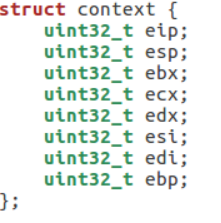 struct context {
    uint32_t eip;
    uint32_t esp;
    uint32_t ebx;
    uint32_t ecx;
    uint32_t edx;
    uint32_t esi;
    uint32_t edi;
    uint32_t ebp;
};